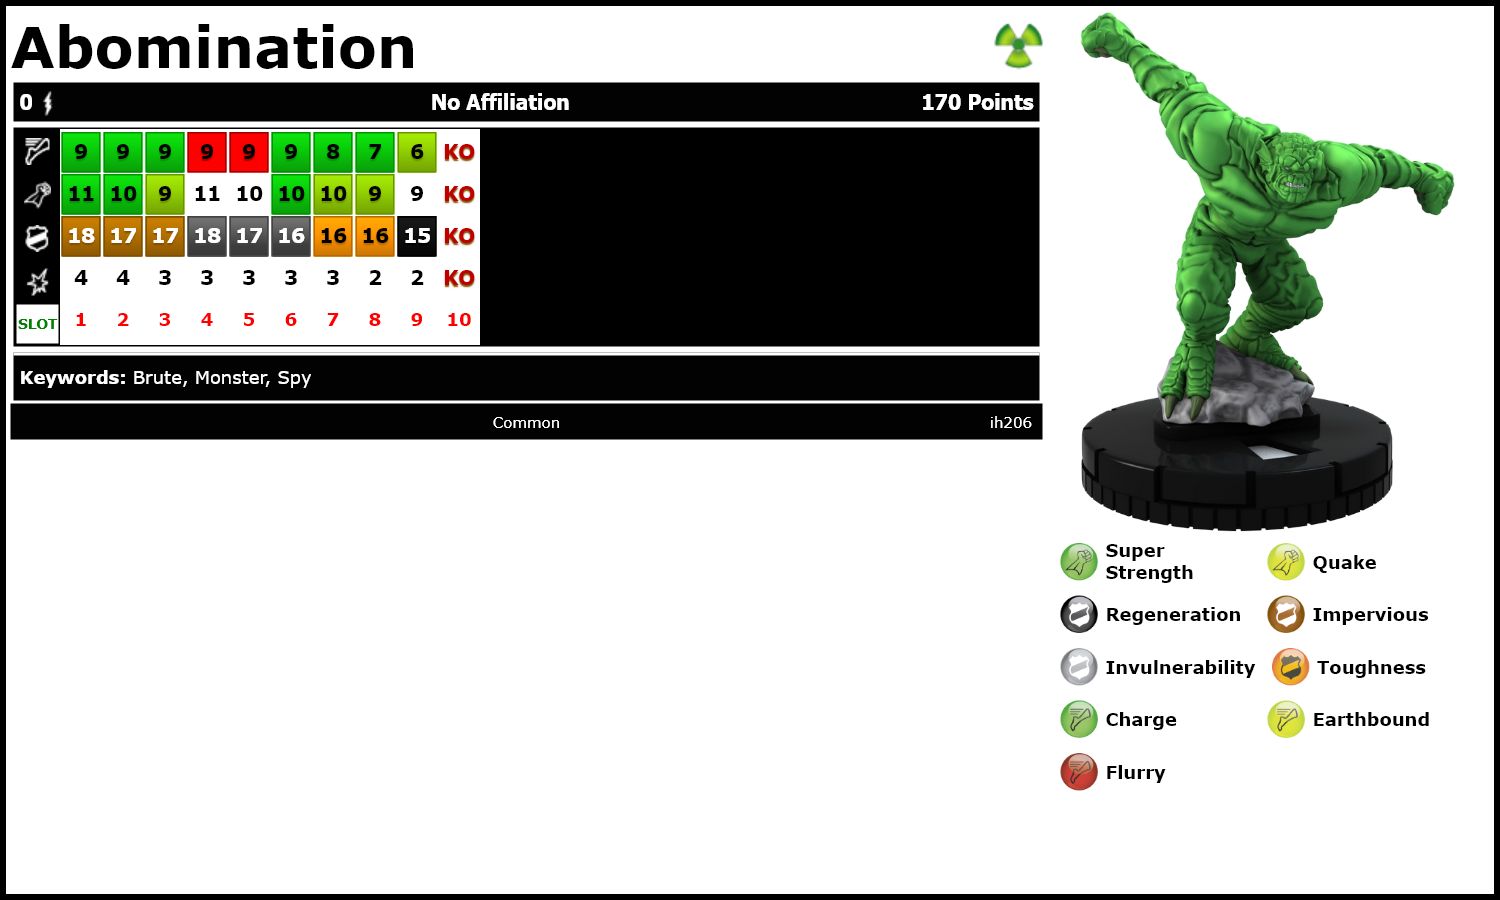 Abomination
0 No Affiliation 170 Points
9 9 9 9 9 9 8 7 6 KO
11 10 9 11 10 10 10 9 9 KO
18 17 17 18 17 16 16 16 15 KO
4 4 3 3 3 3 3 2 2 KO
SLOT 1 2 3 4 5 6 7 8 9 10
Keywords: Brute, Monster, Spy
Common ih206
Super
Strength
Quake
Regeneration Impervious
Invulnerability Toughness
Charge Earthbound
Flurry